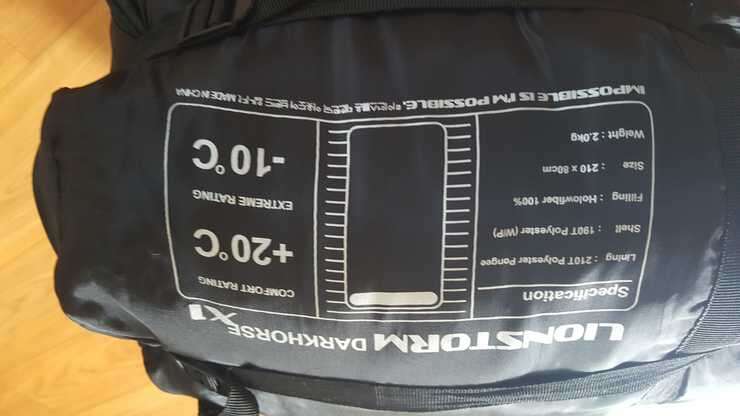 LIONSTORM DARKHORSE X1
Specification
Lining : 210T Polyester Pongee
Shell : 190T Polyester (W/P)
Filling : Holowfiber 100%
Size : 210 x 80cm
Weight : 2.0kg
COMFORT RATING
+20°C
EXTREME RATING
-10°C
IMPOSSIBLE IS I'M POSSIBLE.
MADE IN CHINA